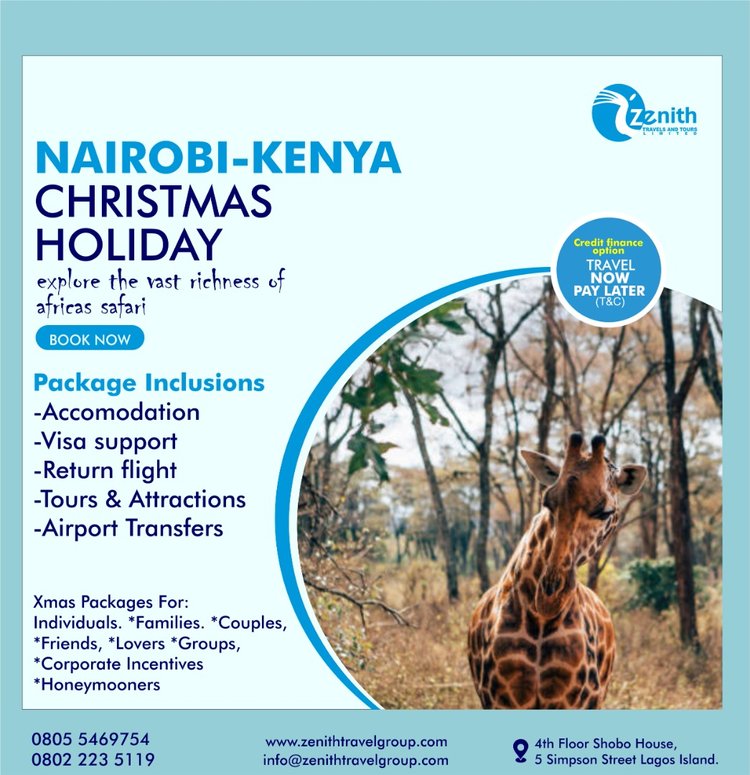 Zenith
TRAVELS AND TOURS
LIMITED
NAIROBI-KENYA
CHRISTMAS
HOLIDAY
explore the vast richness of
africas safari
BOOK NOW
Credit finance
option
TRAVEL
NOW
PAY LATER
(T&C)
Package Inclusions
-Accomodation
-Visa support
-Return flight
-Tours & Attractions
-Airport Transfers
Xmas Packages For:
Individuals. *Families. *Couples,
*Friends, *Lovers *Groups,
*Corporate Incentives
*Honeymooners
0805 5469754
0802 223 5119
www.zenithtravelgroup.com
info@zenithtravelgroup.com
4th Floor Shobo House,
5 Simpson Street Lagos Island.